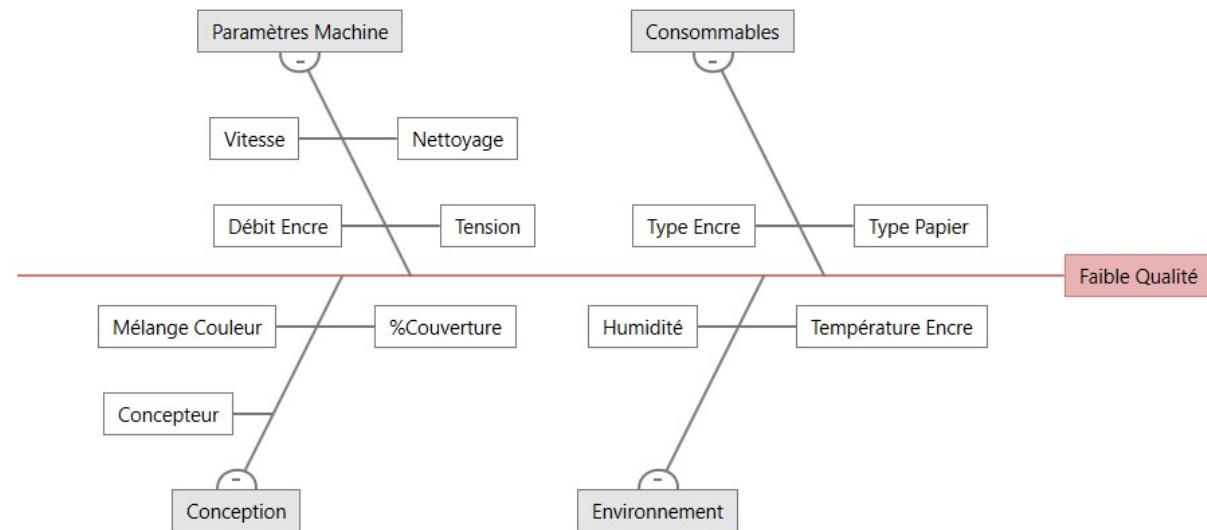 Paramètres Machine
Consommables
Vitesse
Nettoyage
Débit Encre
Tension
Type Encre
Type Papier
Faible Qualité
Mélange Couleur
%Couverture
Humidité
Température Encre
Concepteur
Conception
Environnement